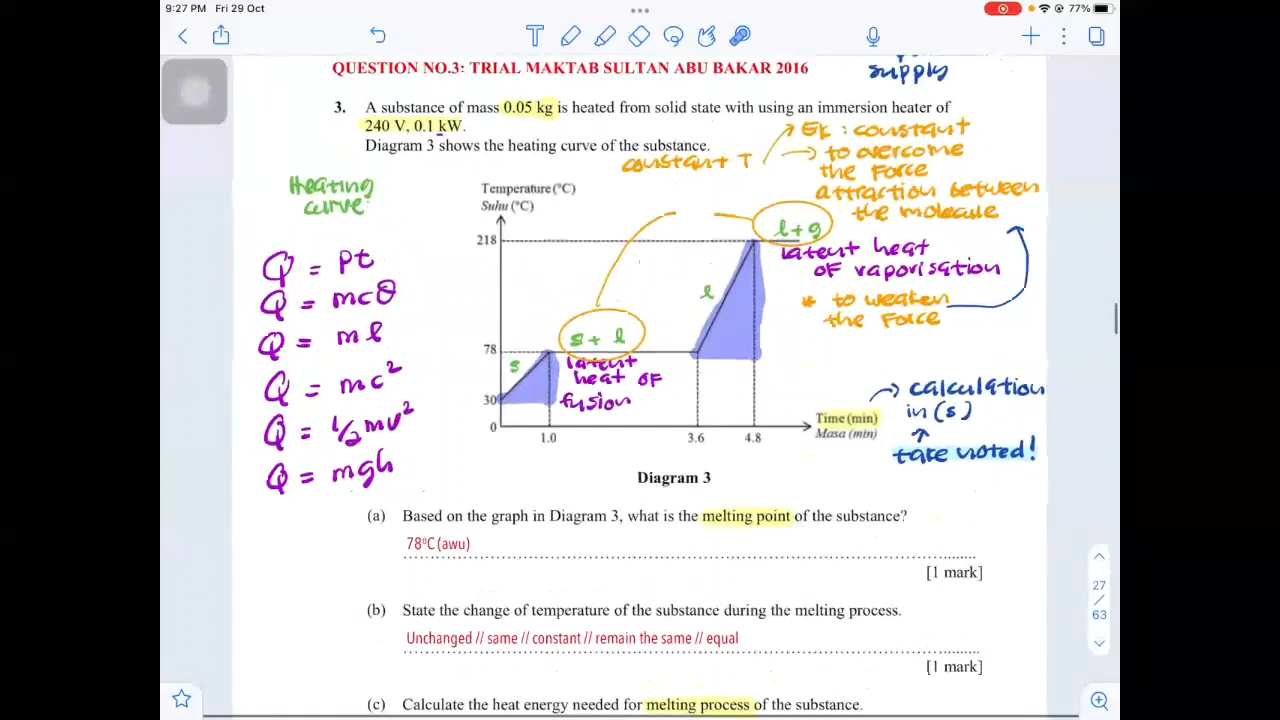 9:27 PM Fri 29 Oct
77%
supply
QUESTION NO.3: TRIAL MAKTAB SULTAN ABU BAKAR 2016
3. A substance of mass 0.05 kg is heated from solid state with using an immersion heater of
240 V, 0.1 kW.
Diagram 3 shows the heating curve of the substance.
constant T
Ek : constant
to overcome
the Force
attraction between
the molecule
Heating
curve
Q = Pt
Q = mcθ
Q = ml
Q = mc²
Q = ½mv²
Q = mgh
Temperature (°C)
Suhu (°C)
218
l + g
latent heat
of vaporisation
* to weaken
the Force
l
s + l
78
s
latent
heat of
fusion
30
0
1.0
3.6
4.8
Time (min)
Masa (min)
calculation
in (s)
take noted!
Diagram 3
(a) Based on the graph in Diagram 3, what is the melting point of the substance?
78°C (awu)
[1 mark]
(b) State the change of temperature of the substance during the melting process.
Unchanged // same // constant // remain the same // equal
[1 mark]
(c) Calculate the heat energy needed for melting process of the substance.
27
/
63